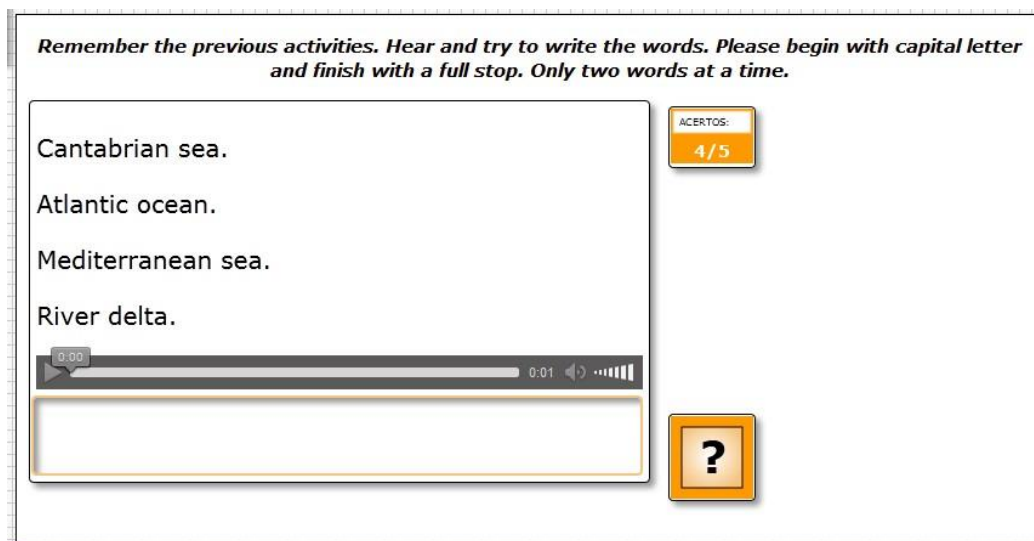 Remember the previous activities. Hear and try to write the words. Please begin with capital letter
and finish with a full stop. Only two words at a time.
ACERTOS:
4/5
Cantabrian sea.
Atlantic ocean.
Mediterranean sea.
River delta.
0:00
0:01
?